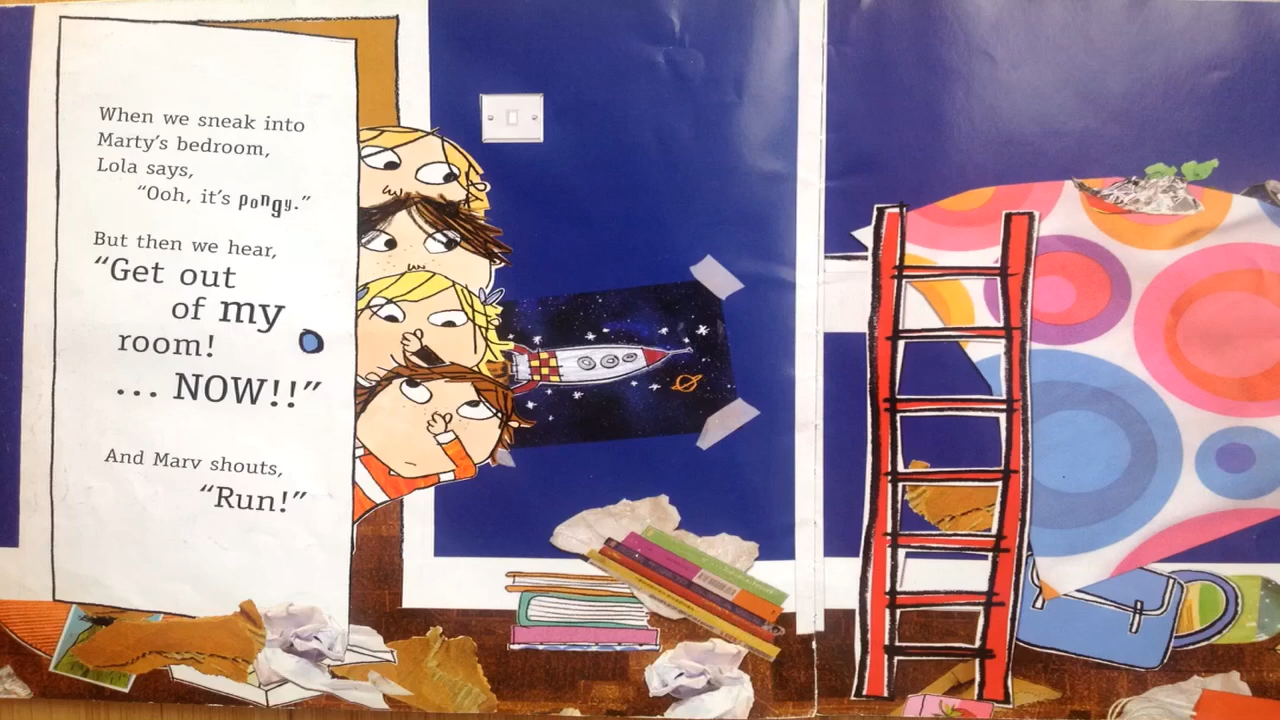 When we sneak into
Marty's bedroom,
Lola says,
"Ooh, it's pongy."
But then we hear,
"Get out
of my
room!
... NOW!!"
And Marv shouts,
"Run!"